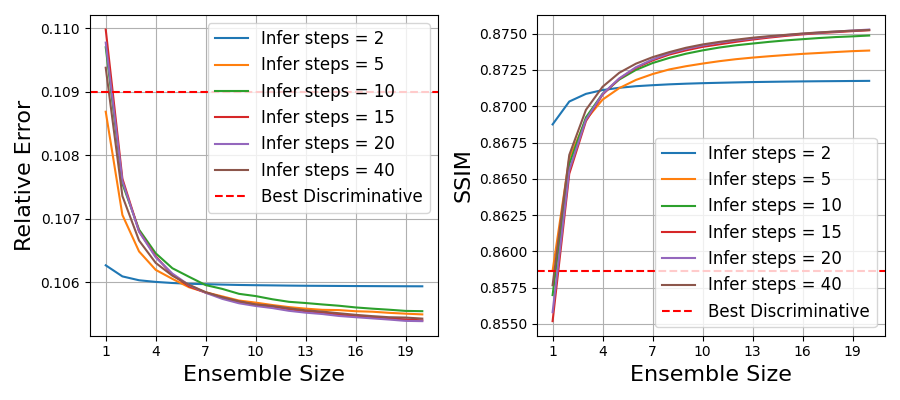 Relative Error
0.110
0.109
0.108
0.107
0.106
1 4 7 10 13 16 19
Ensemble Size
Infer steps = 2
Infer steps = 5
Infer steps = 10
Infer steps = 15
Infer steps = 20
Infer steps = 40
Best Discriminative
SSIM
0.8750
0.8725
0.8700
0.8675
0.8650
0.8625
0.8600
0.8575
0.8550
1 4 7 10 13 16 19
Ensemble Size
Infer steps = 2
Infer steps = 5
Infer steps = 10
Infer steps = 15
Infer steps = 20
Infer steps = 40
Best Discriminative